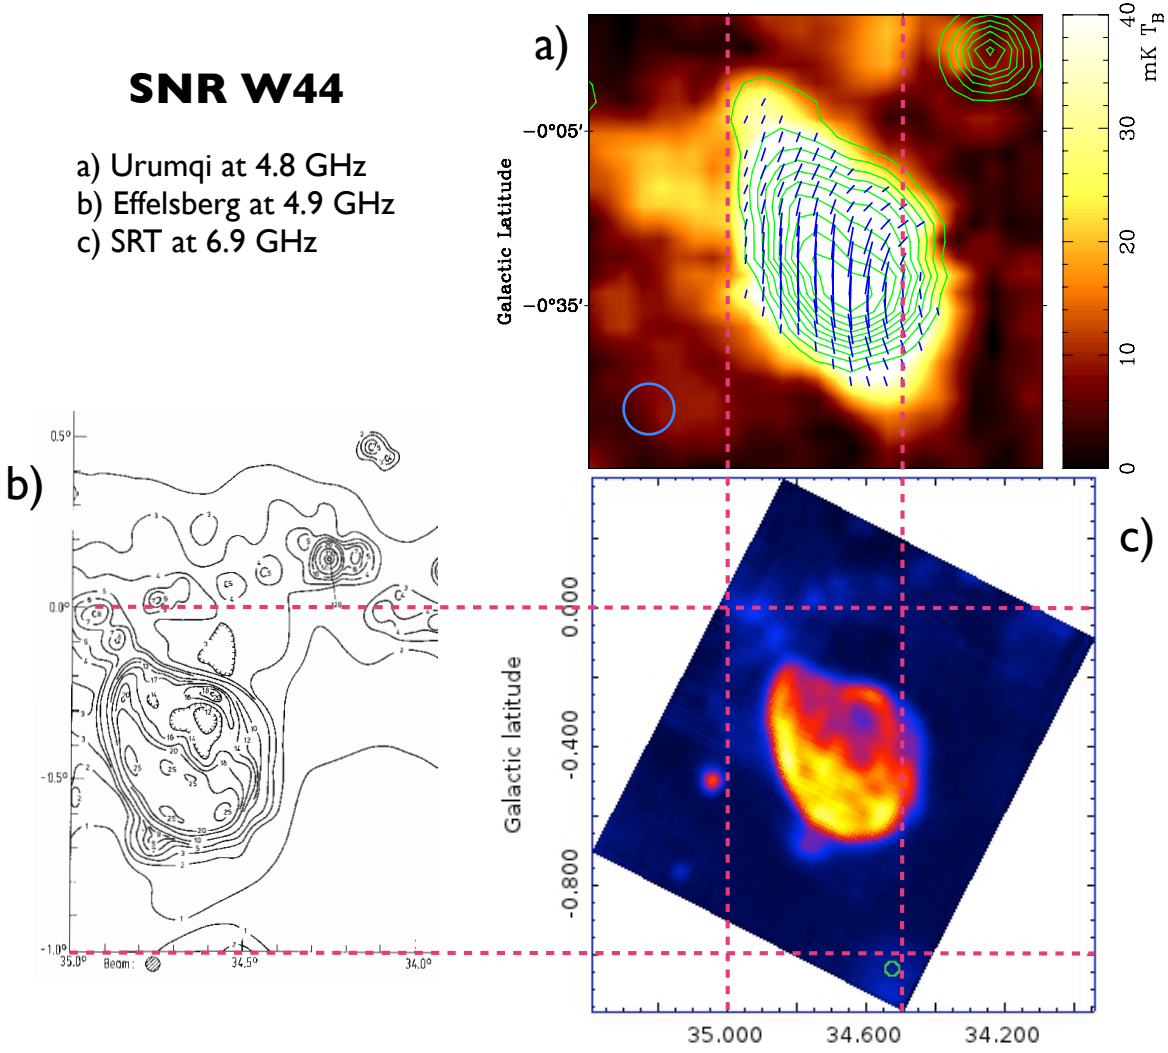 SNR W44
a) Urumqi at 4.8 GHz
b) Effelsberg at 4.9 GHz
c) SRT at 6.9 GHz
a)
−0°05′
−0°35′
Galactic Latitude
0
10
20
30
40
mK T_B
b)
0.5°
0.0°
-0.5°
-1.0°
35.0°
34.5°
34.0°
Beam:
c)
0.000
-0.400
-0.800
Galactic latitude
35.000
34.600
34.200